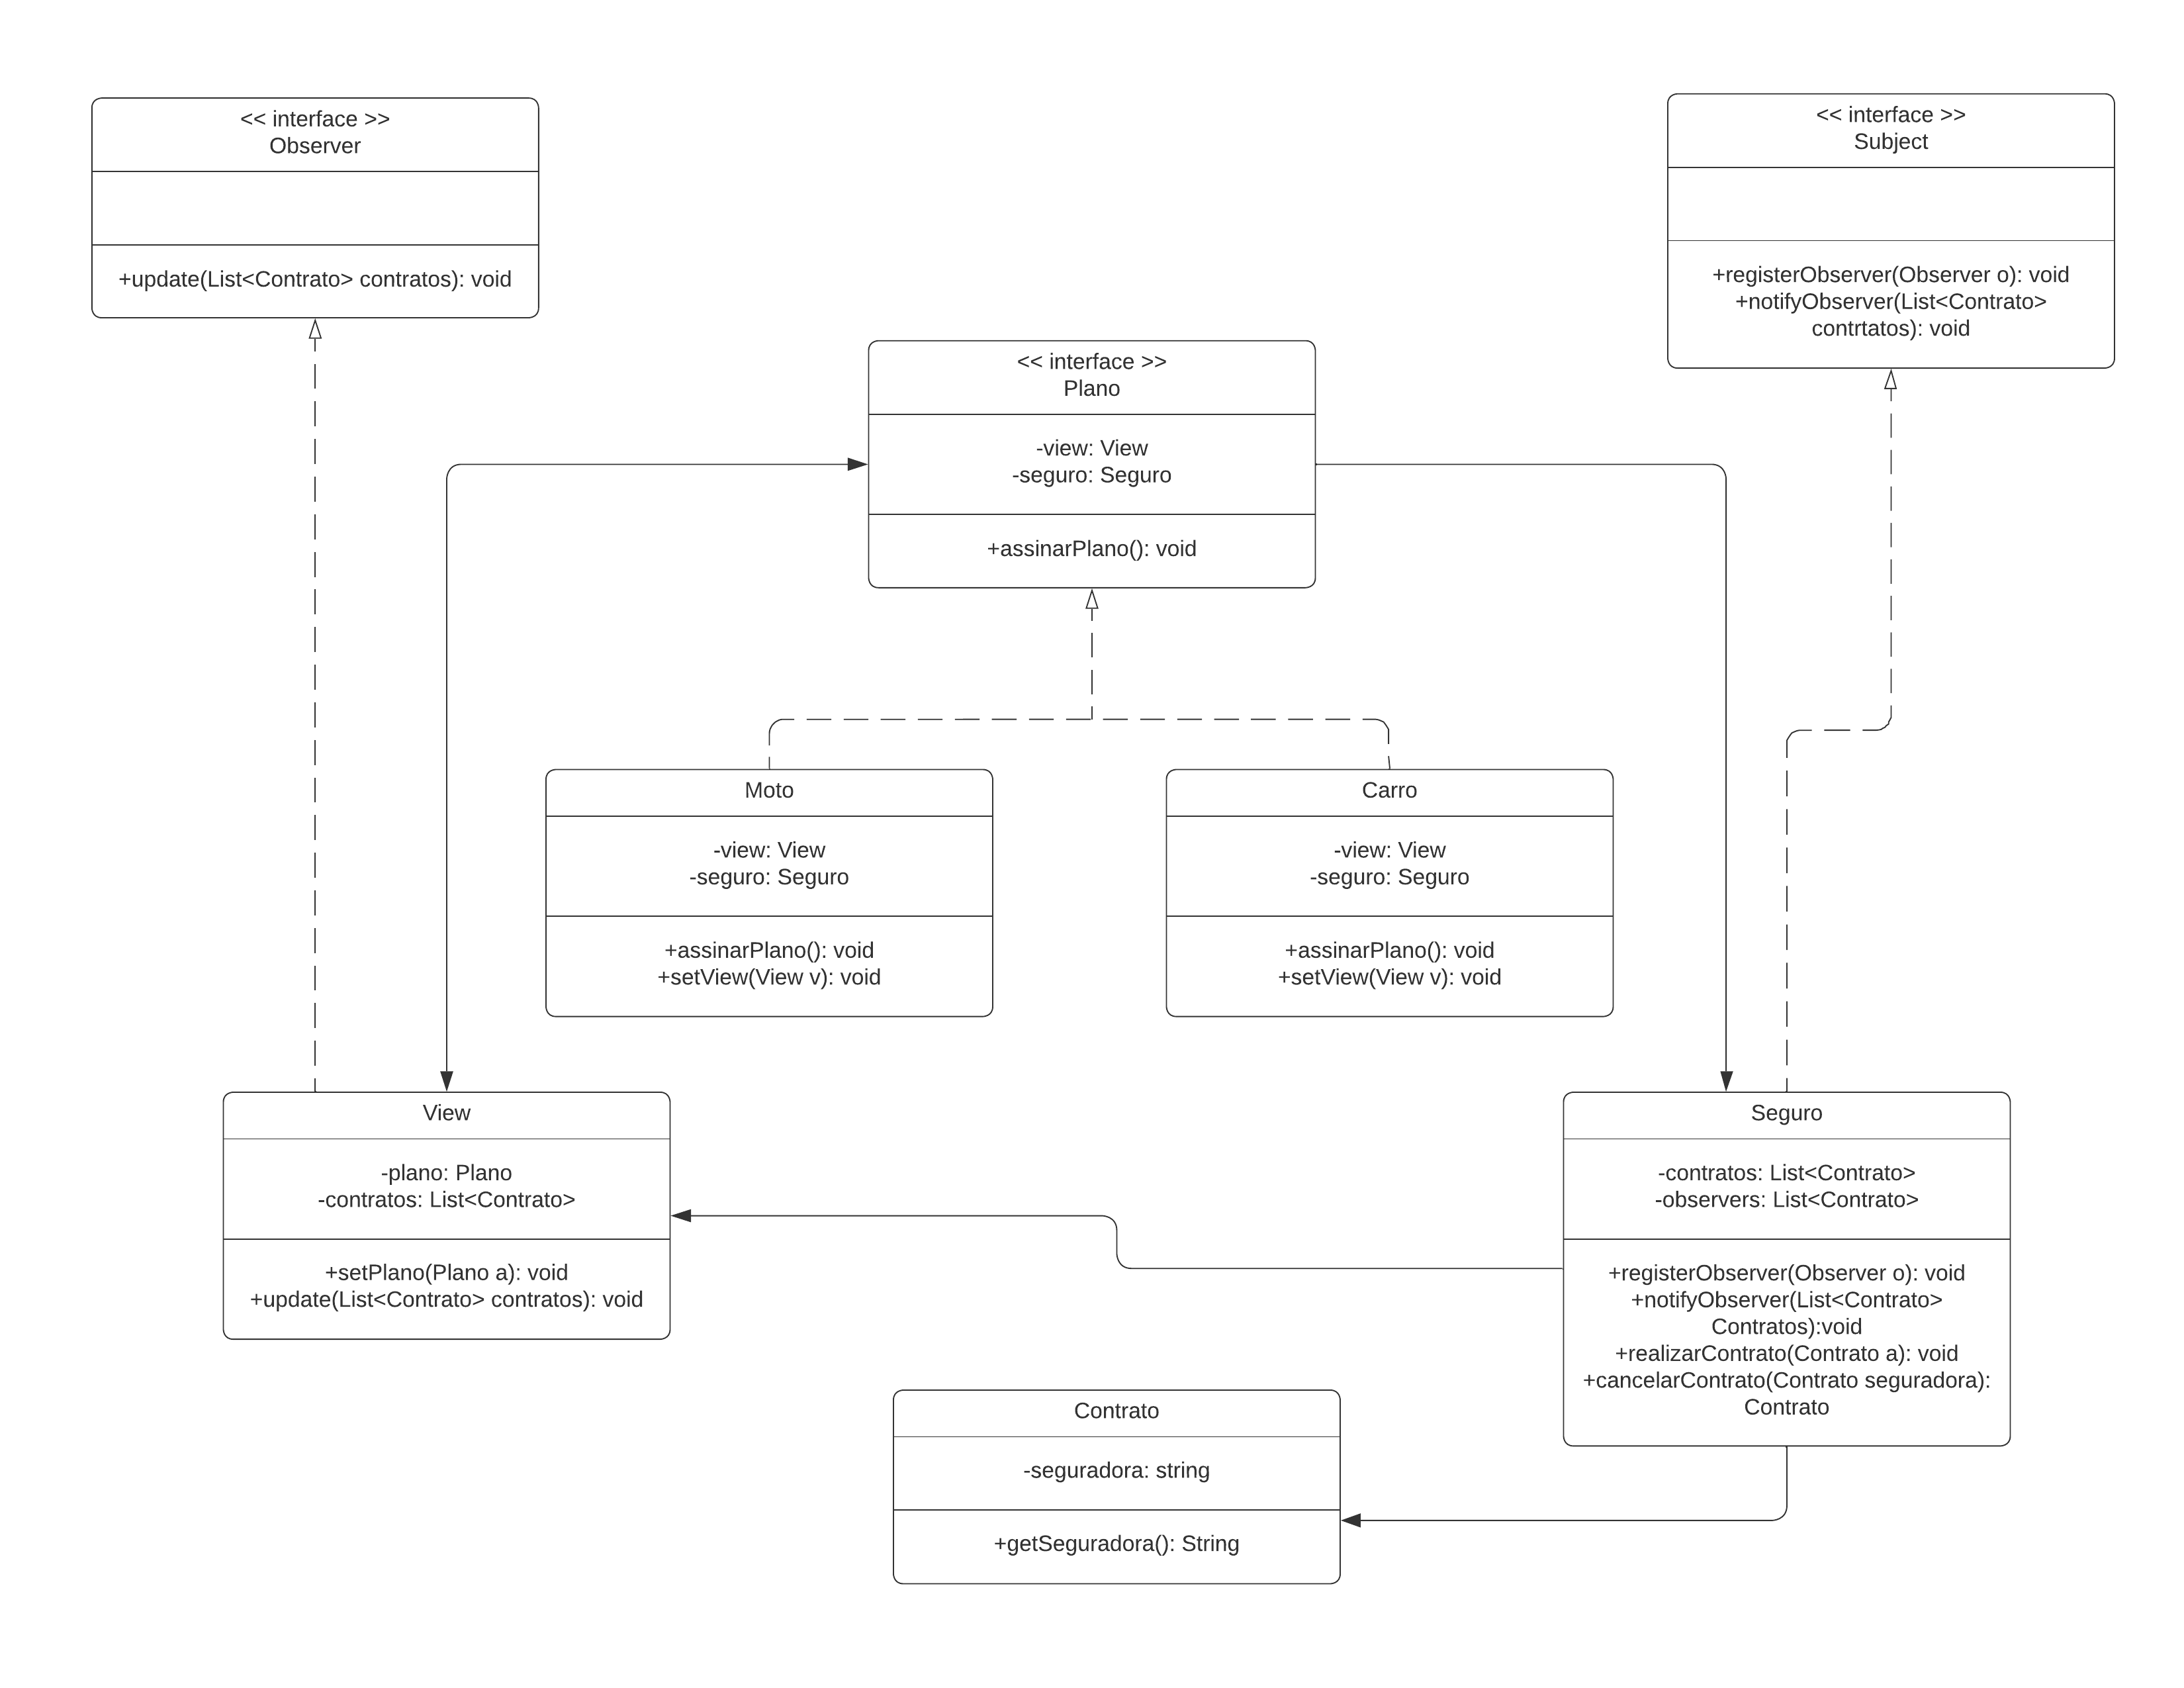 << interface >>
Observer
+update(List<Contrato> contratos): void
<< interface >>
Subject
+registerObserver(Observer o): void
+notifyObserver(List<Contrato>
contrtatos): void
<< interface >>
Plano
-view: View
-seguro: Seguro
+assinarPlano(): void
Moto
-view: View
-seguro: Seguro
+assinarPlano(): void
+setView(View v): void
Carro
-view: View
-seguro: Seguro
+assinarPlano(): void
+setView(View v): void
View
-plano: Plano
-contratos: List<Contrato>
+setPlano(Plano a): void
+update(List<Contrato> contratos): void
Seguro
-contratos: List<Contrato>
-observers: List<Contrato>
+registerObserver(Observer o): void
+notifyObserver(List<Contrato>
Contratos):void
+realizarContrato(Contrato a): void
+cancelarContrato(Contrato seguradora):
Contrato
Contrato
-seguradora: string
+getSeguradora(): String